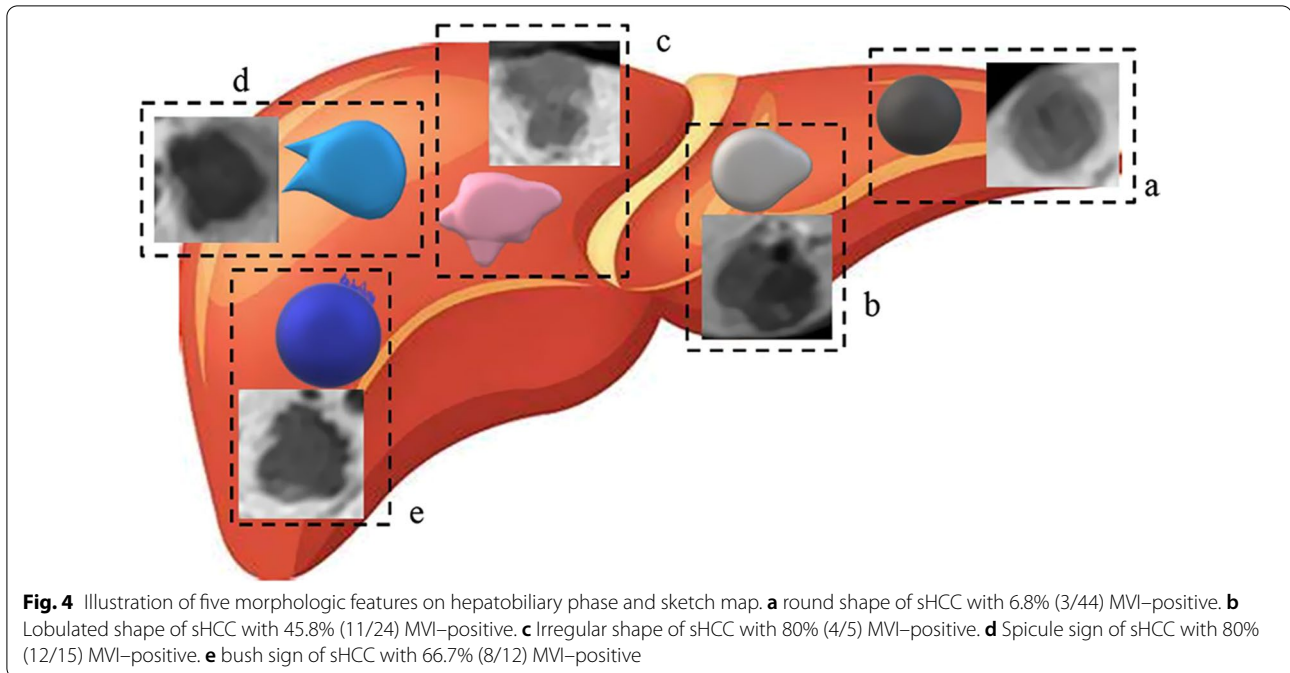 c
d
a
b
e
Fig. 4 Illustration of five morphologic features on hepatobiliary phase and sketch map. a round shape of sHCC with 6.8% (3/44) MVI–positive. b
Lobulated shape of sHCC with 45.8% (11/24) MVI–positive. c Irregular shape of sHCC with 80% (4/5) MVI–positive. d Spicule sign of sHCC with 80%
(12/15) MVI–positive. e bush sign of sHCC with 66.7% (8/12) MVI–positive